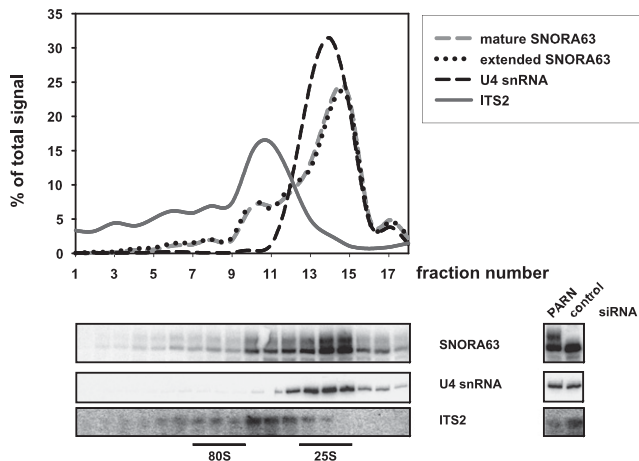 35
30
25
20
15
10
5
0
% of total signal
1 3 5 7 9 11 13 15 17 fraction number
mature SNORA63
extended SNORA63
U4 snRNA
ITS2
PARN control siRNA
SNORA63
U4 snRNA
ITS2
80S 25S